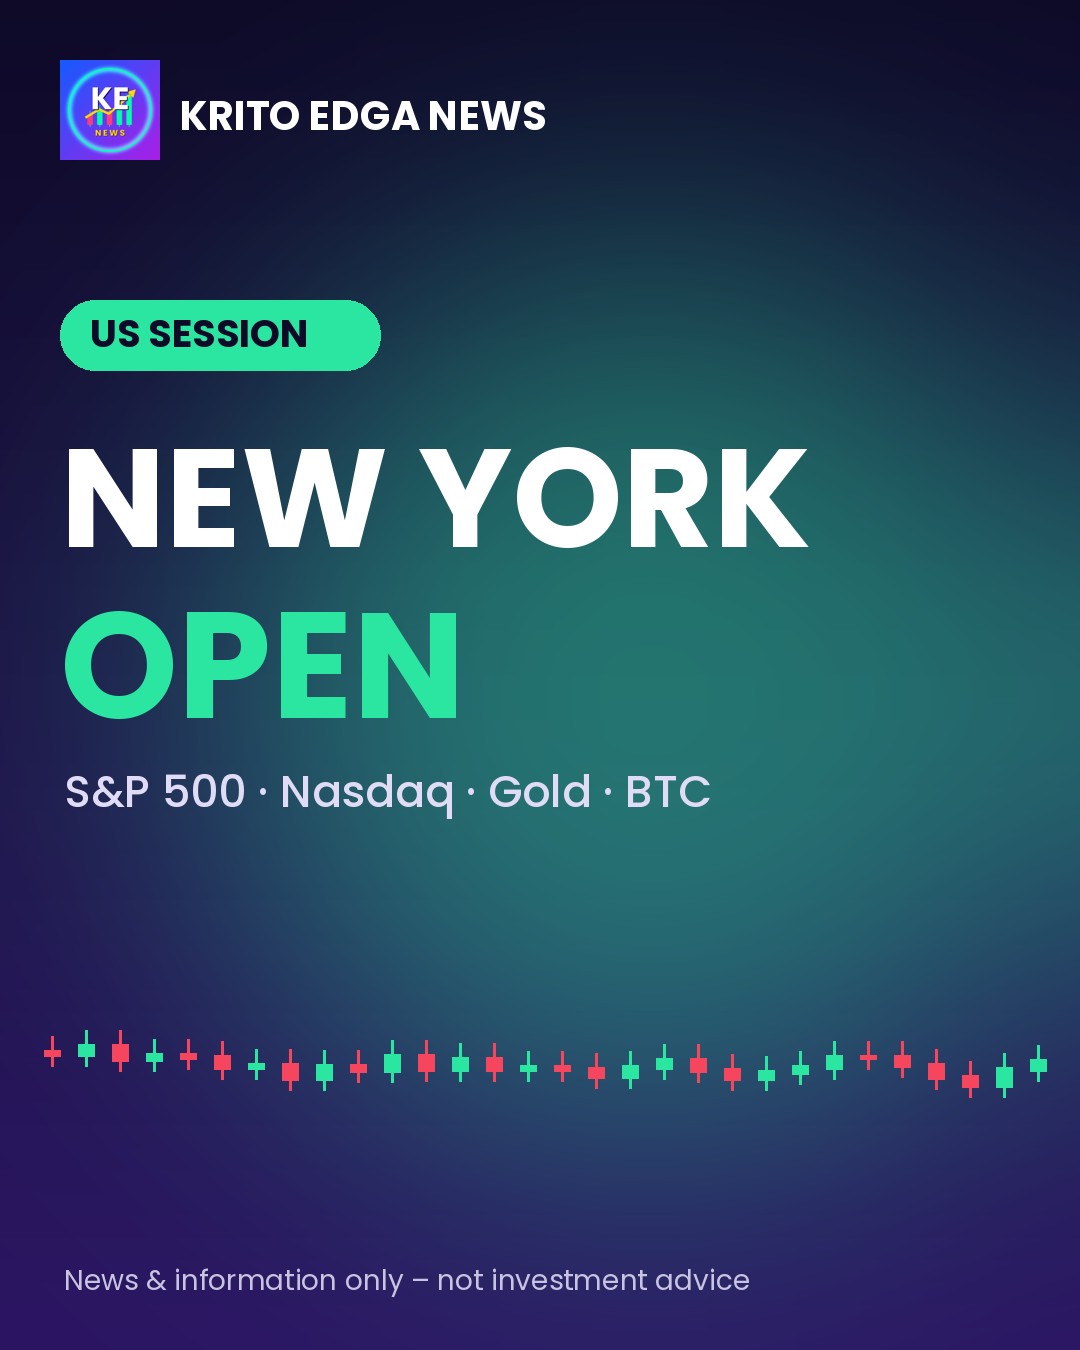 KE
NEWS
KRITO EDGA NEWS
US SESSION
NEW YORK
OPEN
S&P 500 · Nasdaq · Gold · BTC
News & information only – not investment advice